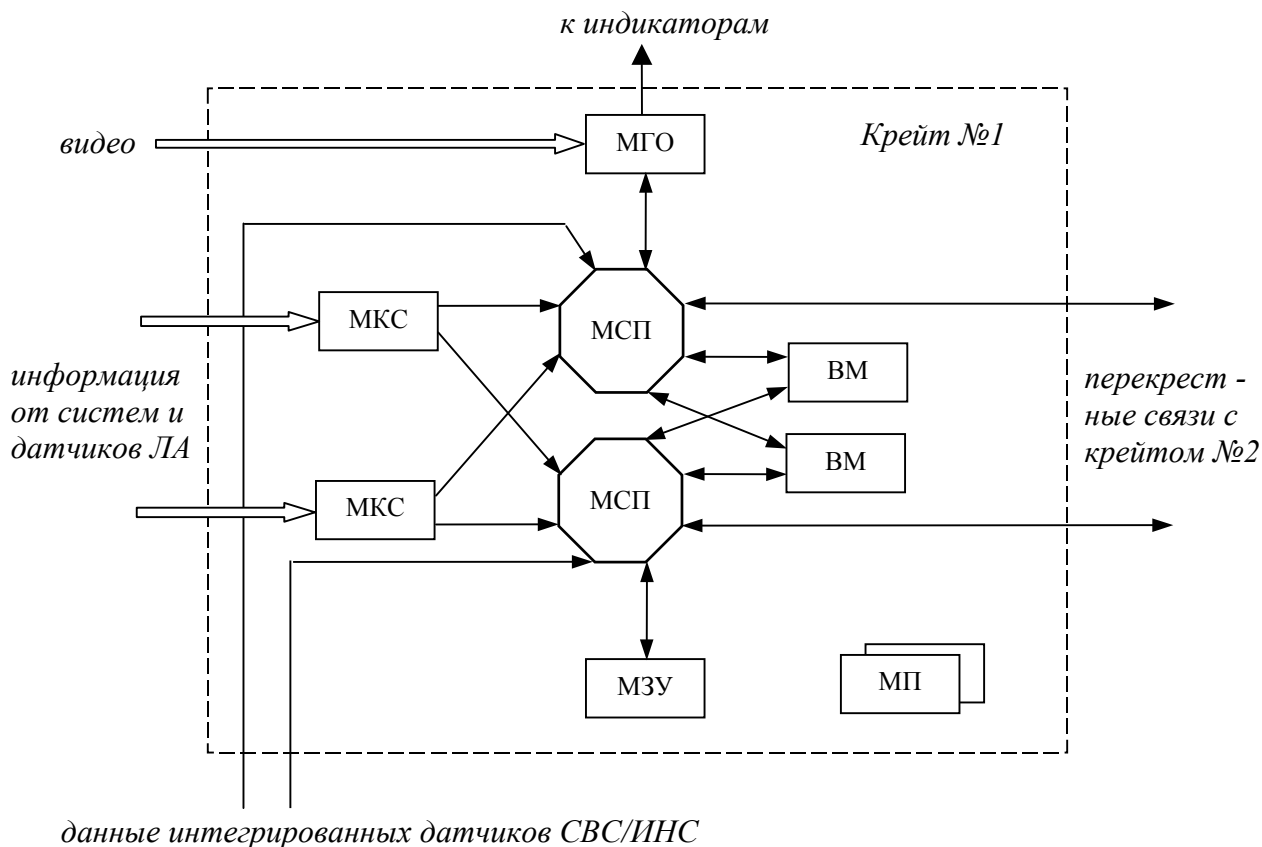 к индикаторам
видео
МГО
Крейт №1
МКС
МСП
ВМ
информация
от систем и
датчиков ЛА
перекрест -
ные связи с
крейтом №2
ВМ
МКС
МСП
МЗУ
МП
данные интегрированных датчиков СВС/ИНС